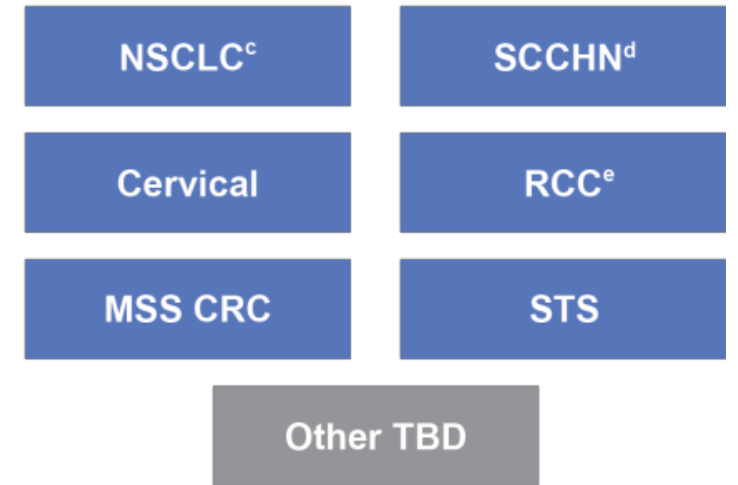 NSCLCᶜ
SCCHNᵈ
Cervical
RCCᵉ
MSS CRC
STS
Other TBD